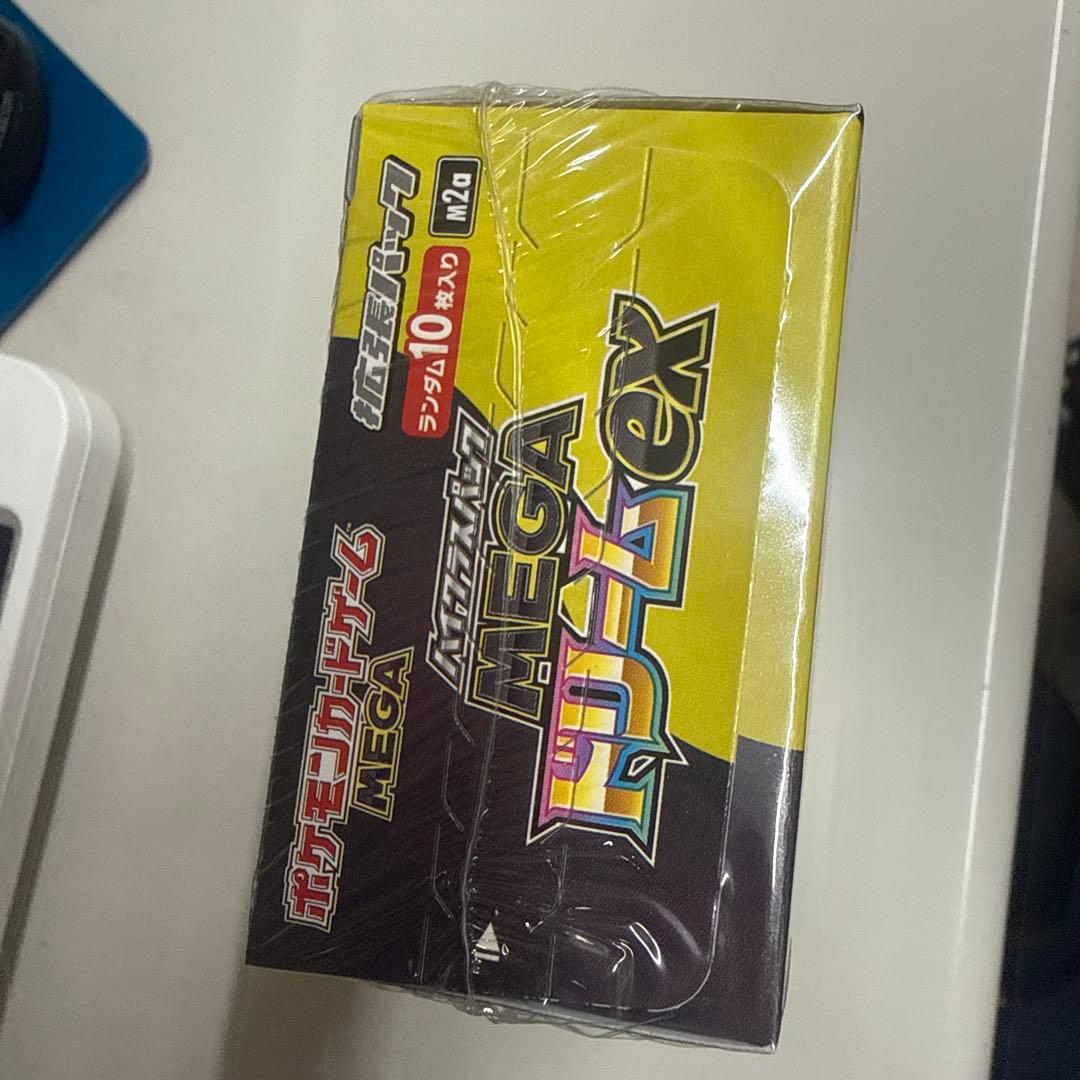 ポケモンカードゲーム
MEGA
拡張パック
ランダム10枚入り
M2a
ハイクラスパック
MEGA
ドリームex